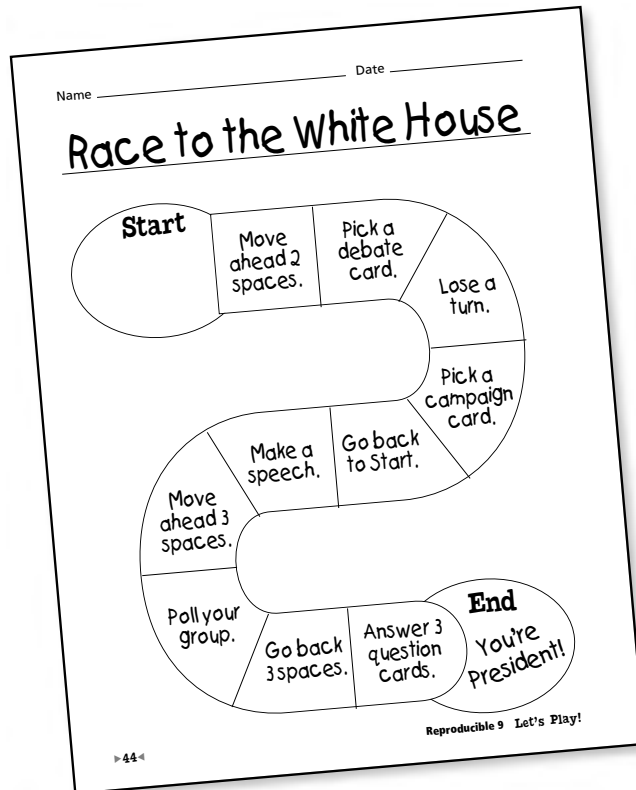 Name Date
Race to the White House
Start
Move
ahead 2
spaces.
Pick a
debate
card.
Lose a
turn.
Pick a
campaign
card.
Go back
to Start.
Make a
speech.
Move
ahead 3
spaces.
Poll your
group.
Go back
3 spaces.
Answer 3
question
cards.
End
You're
President!
Reproducible 9 Let's Play!
44